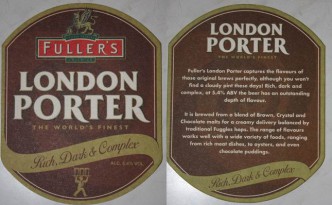 FULLER'S
LONDON
PORTER
THE WORLD'S FINEST
Rich, Dark & Complex
ALC. 5.4% VOL
LONDON
PORTER
Fuller's London Porter captures the flavours of
those original brews perfectly, although you won't
find a cloudy pint these days! Rich, dark and
complex, at 5.4% ABV the beer has an outstanding
depth of flavour.
It is brewed from a blend of Brown, Crystal and
Chocolate malts for a creamy delivery balanced by
traditional Fuggles hops. The range of flavours
works well with a wide variety of foods, ranging
from rich meat dishes, to oysters, and even
chocolate puddings.
Rich, Dark & Complex